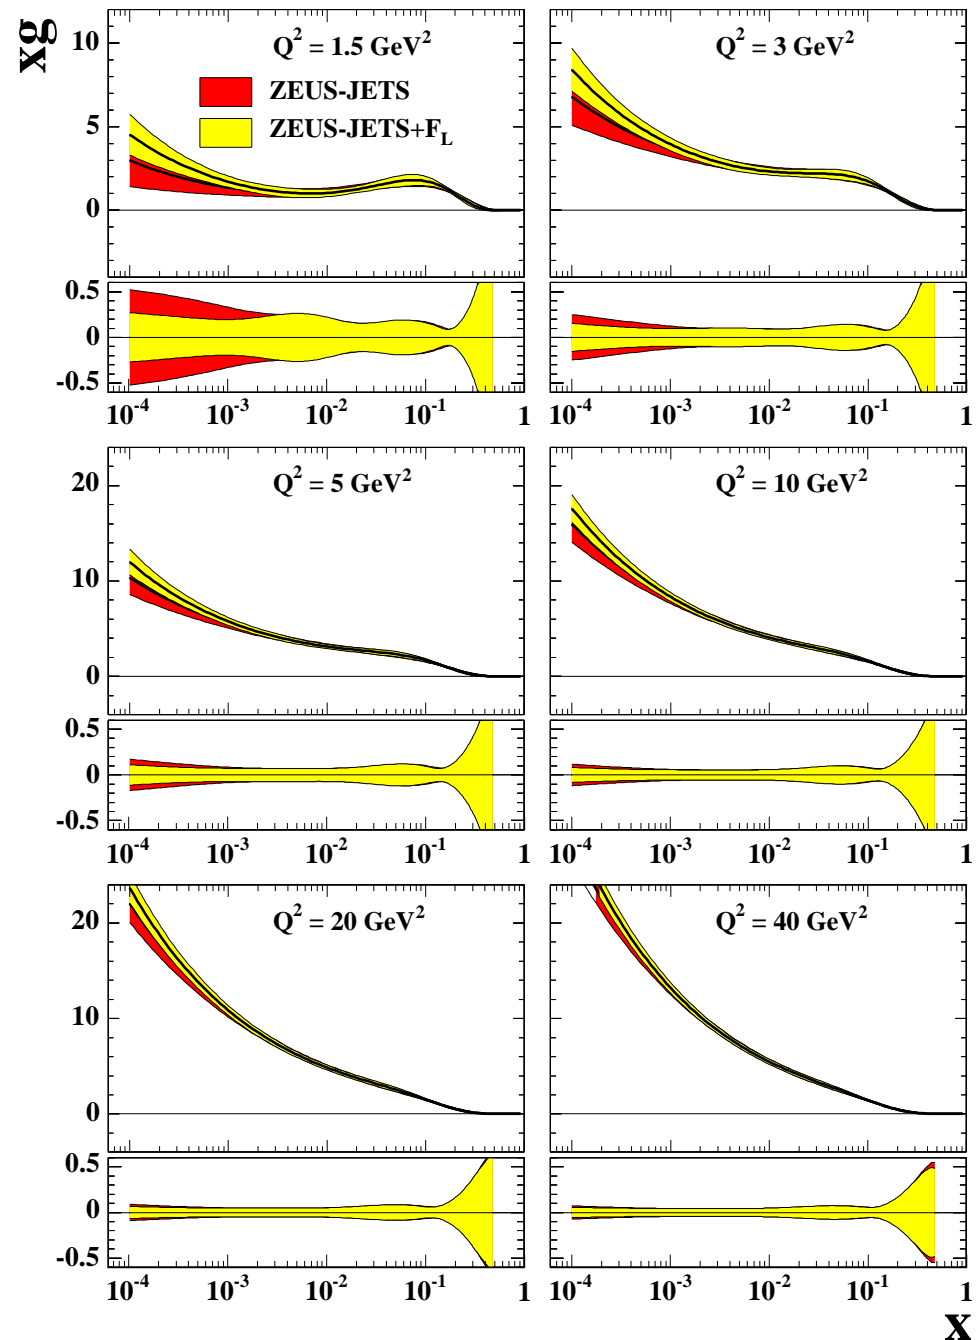 xg
Q² = 1.5 GeV²
Q² = 3 GeV²
ZEUS-JETS
ZEUS-JETS+F_L
10
5
0
0.5
0
-0.5
10⁻⁴ 10⁻³ 10⁻² 10⁻¹ 1
10⁻⁴ 10⁻³ 10⁻² 10⁻¹ 1
Q² = 5 GeV²
Q² = 10 GeV²
20
10
0
0.5
0
-0.5
10⁻⁴ 10⁻³ 10⁻² 10⁻¹ 1
10⁻⁴ 10⁻³ 10⁻² 10⁻¹ 1
Q² = 20 GeV²
Q² = 40 GeV²
20
10
0
0.5
0
-0.5
10⁻⁴ 10⁻³ 10⁻² 10⁻¹ 1
10⁻⁴ 10⁻³ 10⁻² 10⁻¹ 1
x